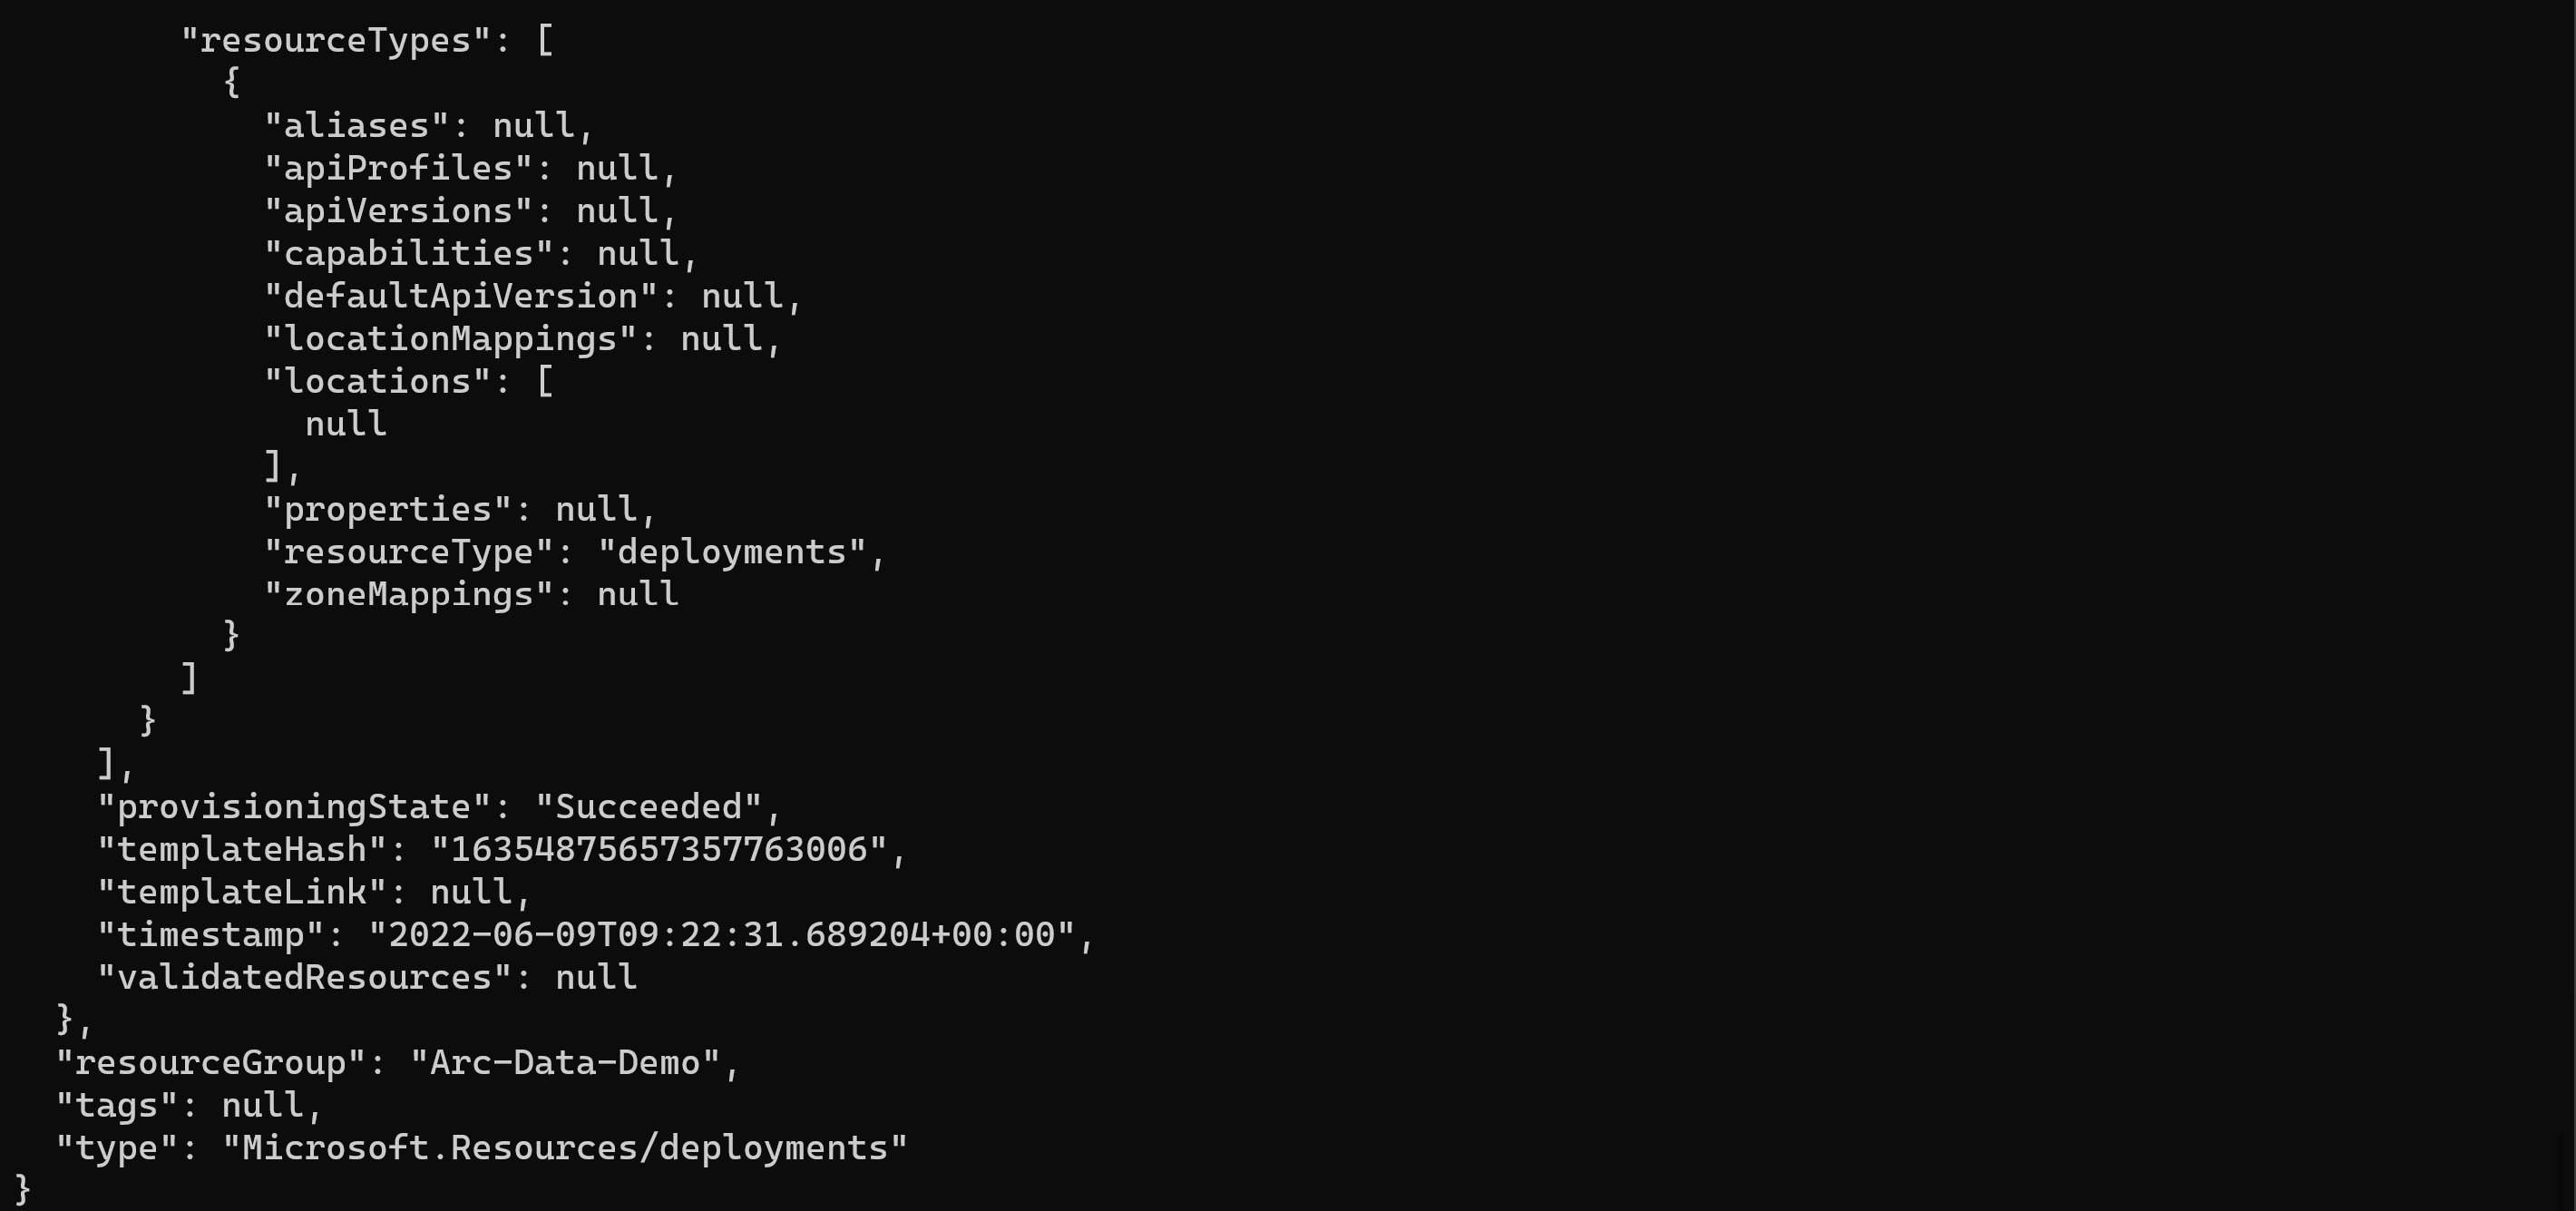 "resourceTypes": [
{
"aliases": null,
"apiProfiles": null,
"apiVersions": null,
"capabilities": null,
"defaultApiVersion": null,
"locationMappings": null,
"locations": [
null
],
"properties": null,
"resourceType": "deployments",
"zoneMappings": null
}
]
}
],
"provisioningState": "Succeeded",
"templateHash": "16354875657357763006",
"templateLink": null,
"timestamp": "2022-06-09T09:22:31.689204+00:00",
"validatedResources": null
},
"resourceGroup": "Arc-Data-Demo",
"tags": null,
"type": "Microsoft.Resources/deployments"
}